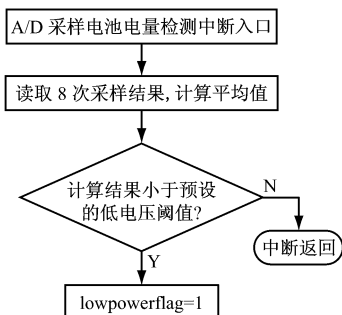 A/D 采样电池电量检测中断入口
读取 8 次采样结果,计算平均值
计算结果小于预设
的低电压阈值?
N
中断返回
Y
lowpowerflag=1